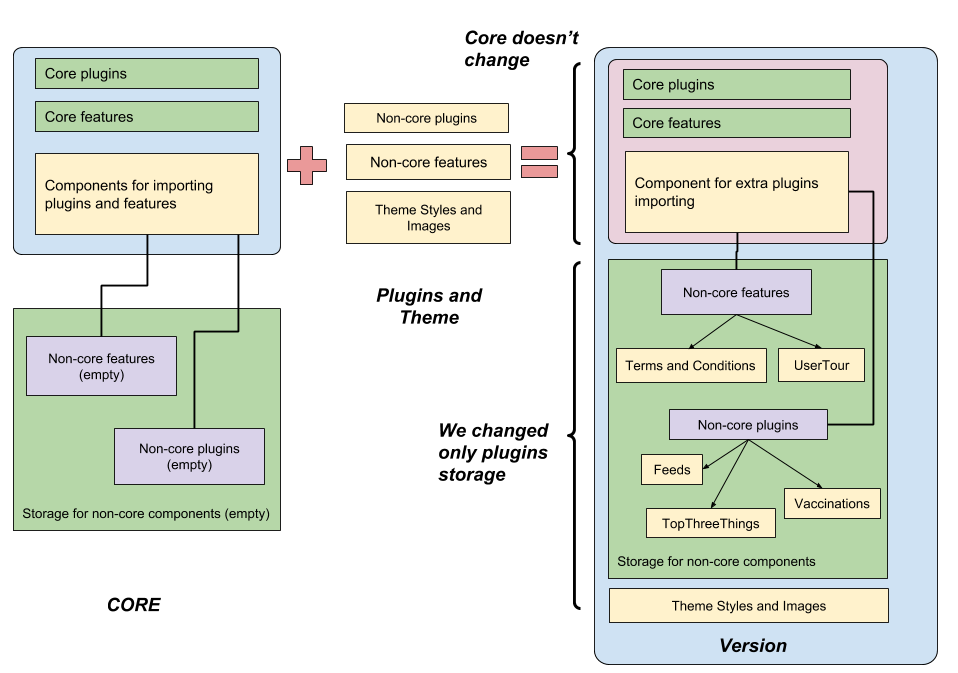 Core plugins
Core features
Components for importing
plugins and features
Non-core features
(empty)
Non-core plugins
(empty)
Storage for non-core components (empty)
CORE
Non-core plugins
Non-core features
Theme Styles and
Images
Plugins and
Theme
Core doesn't
change
We changed
only plugins
storage
Core plugins
Core features
Component for extra plugins
importing
Non-core features
Terms and Conditions
UserTour
Non-core plugins
Feeds
Vaccinations
TopThreeThings
Storage for non-core components
Theme Styles and Images
Version